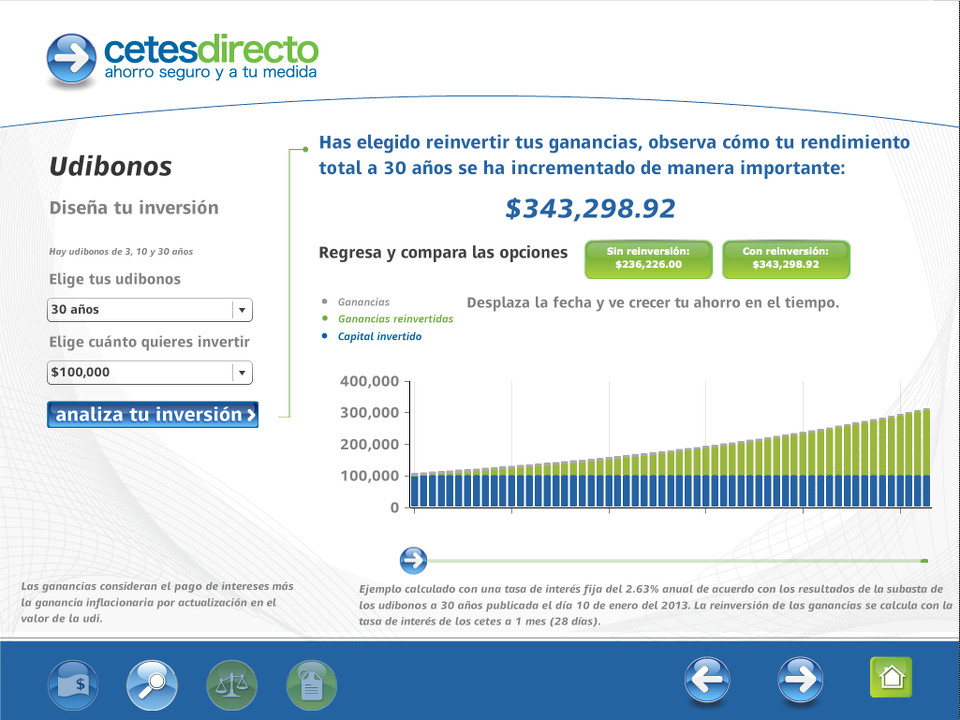 cetesdirecto
ahorro seguro y a tu medida
Udibonos
Diseña tu inversión
Hay udibonos de 3, 10 y 30 años
Elige tus udibonos
30 años
Elige cuánto quieres invertir
$100,000
analiza tu inversión
Has elegido reinvertir tus ganancias, observa cómo tu rendimiento
total a 30 años se ha incrementado de manera importante:
$343,298.92
Regresa y compara las opciones
Sin reinversión:
$236,226.00
Con reinversión:
$343,298.92
Ganancias
Ganancias reinvertidas
Capital invertido
Desplaza la fecha y ve crecer tu ahorro en el tiempo.
400,000
300,000
200,000
100,000
0
Las ganancias consideran el pago de intereses más
la ganancia inflacionaria por actualización en el
valor de la udi.
Ejemplo calculado con una tasa de interés fija del 2.63% anual de acuerdo con los resultados de la subasta de
los udibonos a 30 años publicada el día 10 de enero del 2013. La reinversión de las ganancias se calcula con la
tasa de interés de los cetes a 1 mes (28 días).
$